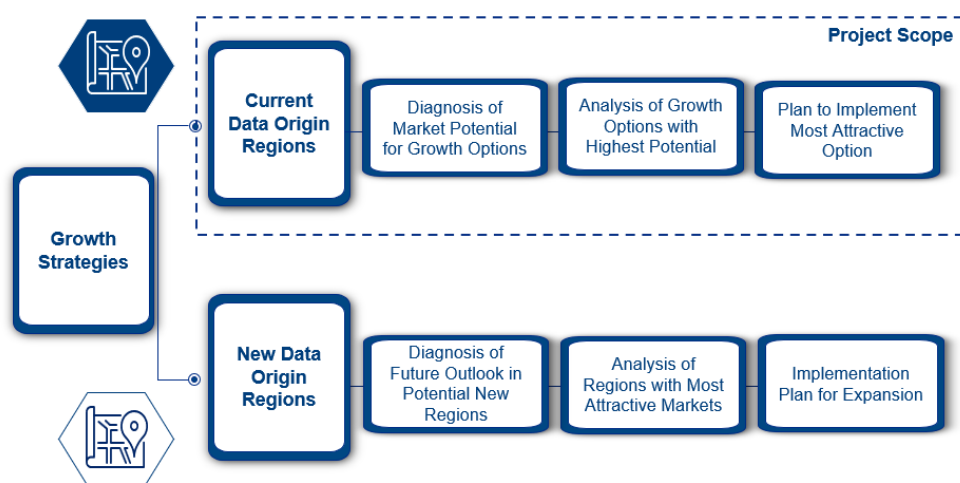 Project Scope
Current
Data Origin
Regions
Diagnosis of
Market Potential
for Growth Options
Analysis of Growth
Options with
Highest Potential
Plan to Implement
Most Attractive
Option
Growth
Strategies
New Data
Origin
Regions
Diagnosis of
Future Outlook in
Potential New
Regions
Analysis of
Regions with Most
Attractive Markets
Implementation
Plan for Expansion